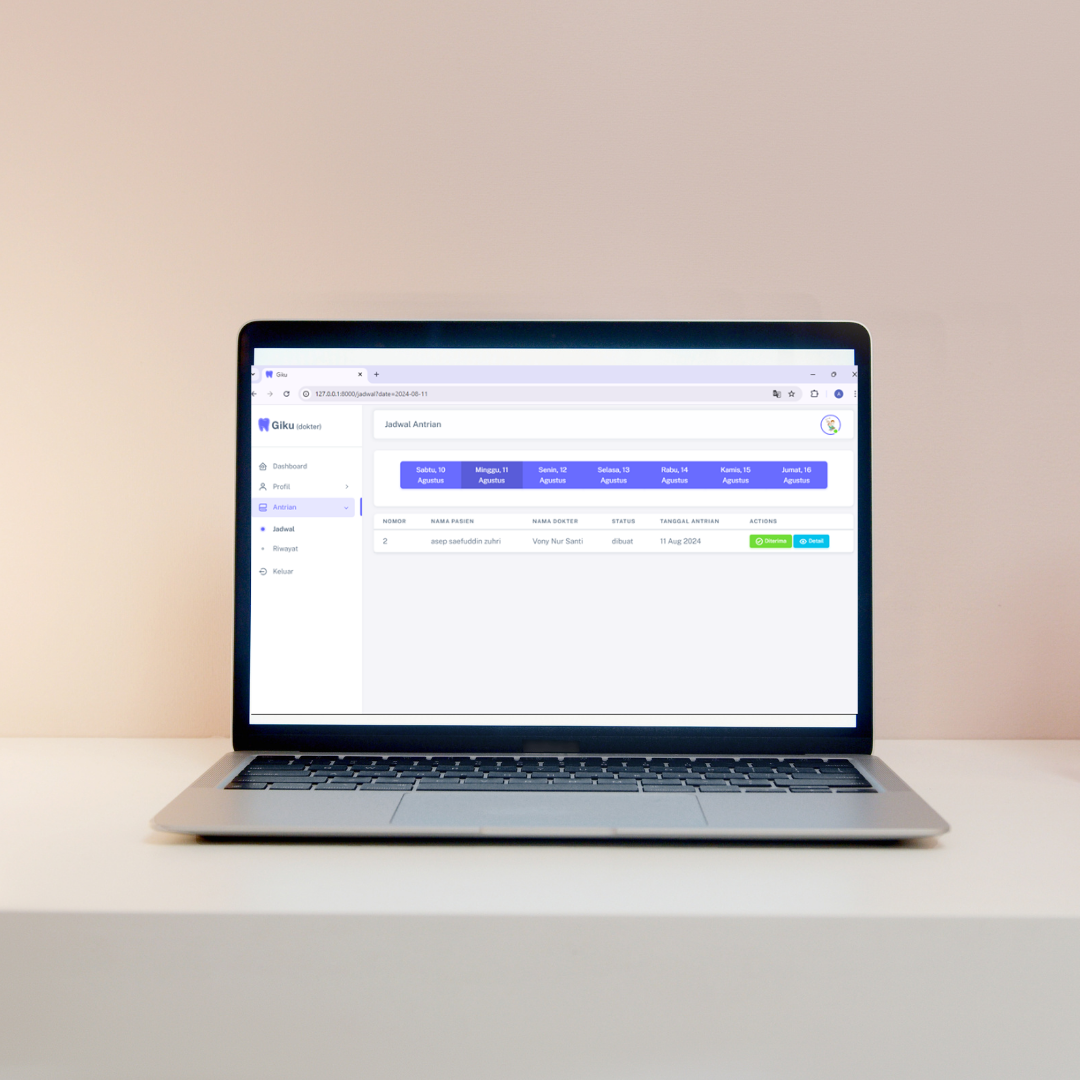 Giku
127.0.0.1:8000/jadwal?date=2024-08-11
A
Giku (dokter)
Jadwal Antrian
Dashboard
Profil
Antrian
Jadwal
Riwayat
Keluar
Sabtu, 10 Agustus
Minggu, 11 Agustus
Senin, 12 Agustus
Selasa, 13 Agustus
Rabu, 14 Agustus
Kamis, 15 Agustus
Jumat, 16 Agustus
NOMOR NAMA PASIEN NAMA DOKTER STATUS TANGGAL ANTRIAN ACTIONS
2 asep saefuddin zuhri Vony Nur Santi dibuat 11 Aug 2024 Diterima Detail